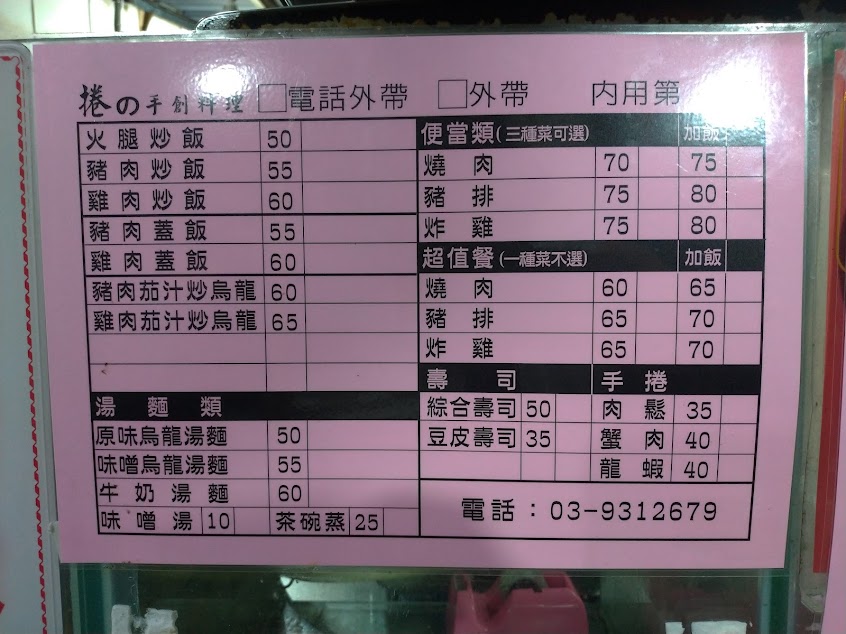 捲の手創料理 □電話外帶 □外帶 內用第
火腿炒飯 50
豬肉炒飯 55
雞肉炒飯 60
豬肉蓋飯 55
雞肉蓋飯 60
豬肉茄汁炒烏龍 60
雞肉茄汁炒烏龍 65
湯麵類
原味烏龍湯麵 50
味噌烏龍湯麵 55
牛奶湯麵 60
味噌湯 10 茶碗蒸 25
便當類(三種菜可選) 加飯
燒肉 70 75
豬排 75 80
炸雞 75 80
超值餐(一種菜不選) 加飯
燒肉 60 65
豬排 65 70
炸雞 65 70
壽司 手捲
綜合壽司 50 肉鬆 35
豆皮壽司 35 蟹肉 40
龍蝦 40
電話：03-9312679